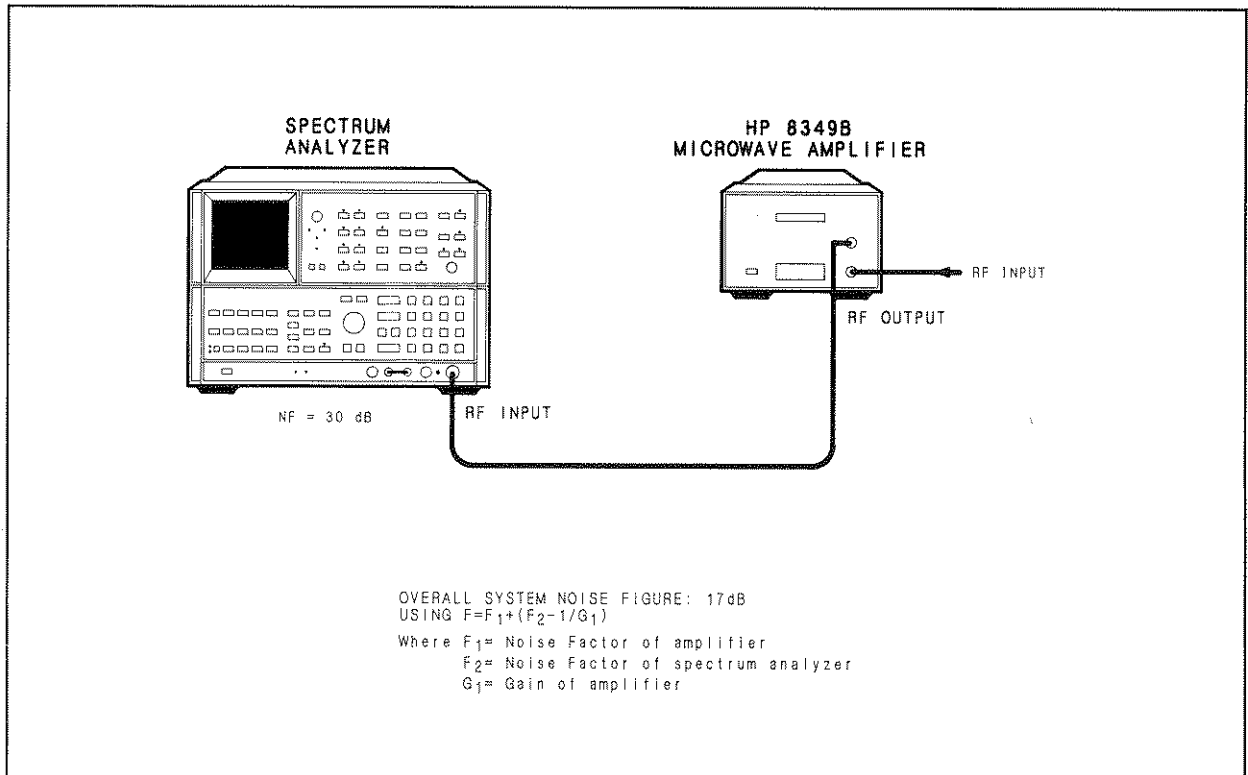 SPECTRUM
ANALYZER
HP 8349B
MICROWAVE AMPLIFIER
RF INPUT
RF OUTPUT
NF = 30 dB
RF INPUT
OVERALL SYSTEM NOISE FIGURE: 17dB
USING F=F1+(F2-1/G1)
Where F1= Noise Factor of amplifier
F2= Noise Factor of spectrum analyzer
G1= Gain of amplifier